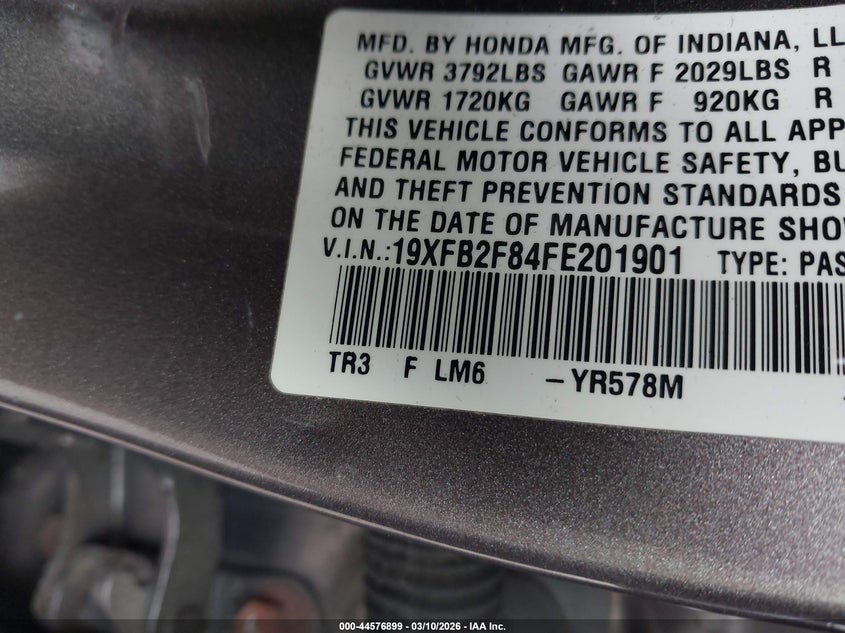 MFD. BY HONDA MFG. OF INDIANA, LL
GVWR 3792LBS GAWR F 2029LBS R
GVWR 1720KG GAWR F 920KG R
THIS VEHICLE CONFORMS TO ALL APP
FEDERAL MOTOR VEHICLE SAFETY, BU
AND THEFT PREVENTION STANDARDS
ON THE DATE OF MANUFACTURE SHO
V.I.N.:19XFB2F84FE201901 TYPE: PAS
TR3 F LM6 -YR578M
000-44576899 — 03/10/2026 — IAA Inc.